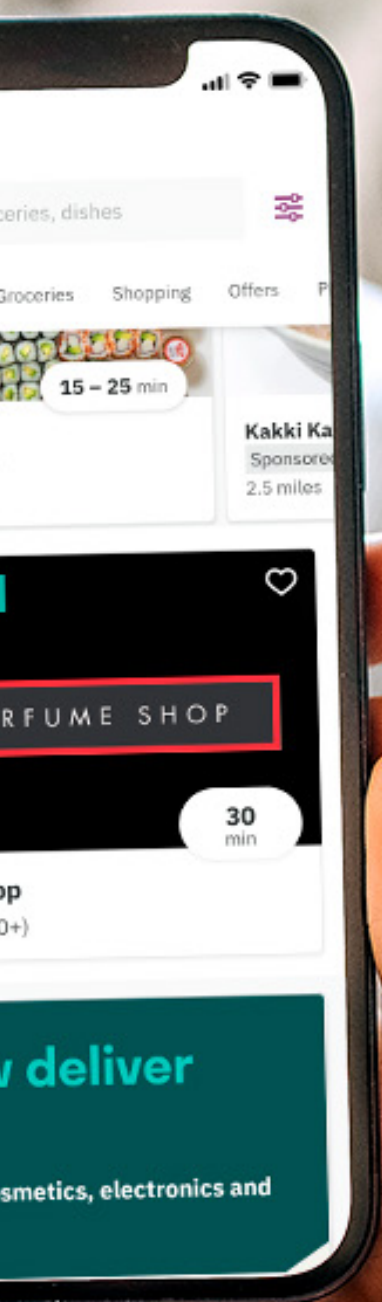 ceries, dishes
Groceries Shopping Offers P
15 – 25 min
Kakki Ka
Sponsored
2.5 miles
RFUME SHOP
30
min
op
0+)
w deliver
smetics, electronics and